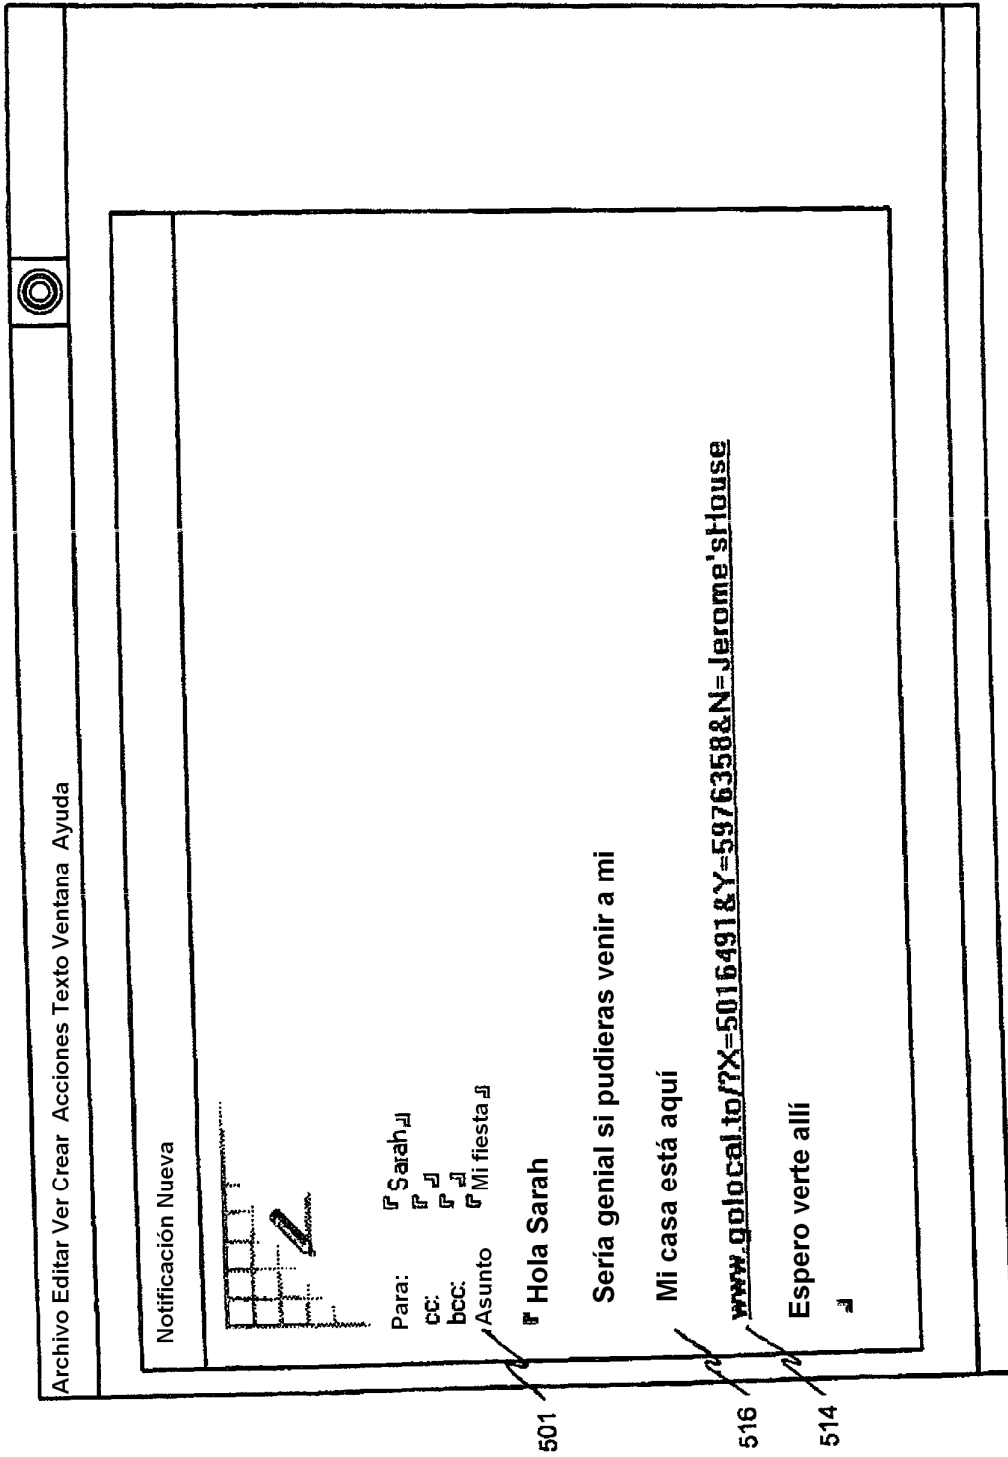 Archivo Editar Ver Crear Acciones Texto Ventana Ayuda
Notificación Nueva
Para: Sarah
cc:
bcc:
Asunto Mi fiesta
Hola Sarah
Sería genial si pudieras venir a mi
Mi casa está aquí
www.golocal.to/?X=5016491&Y=5976358&N=Jerome'sHouse
Espero verte allí
501
516
514